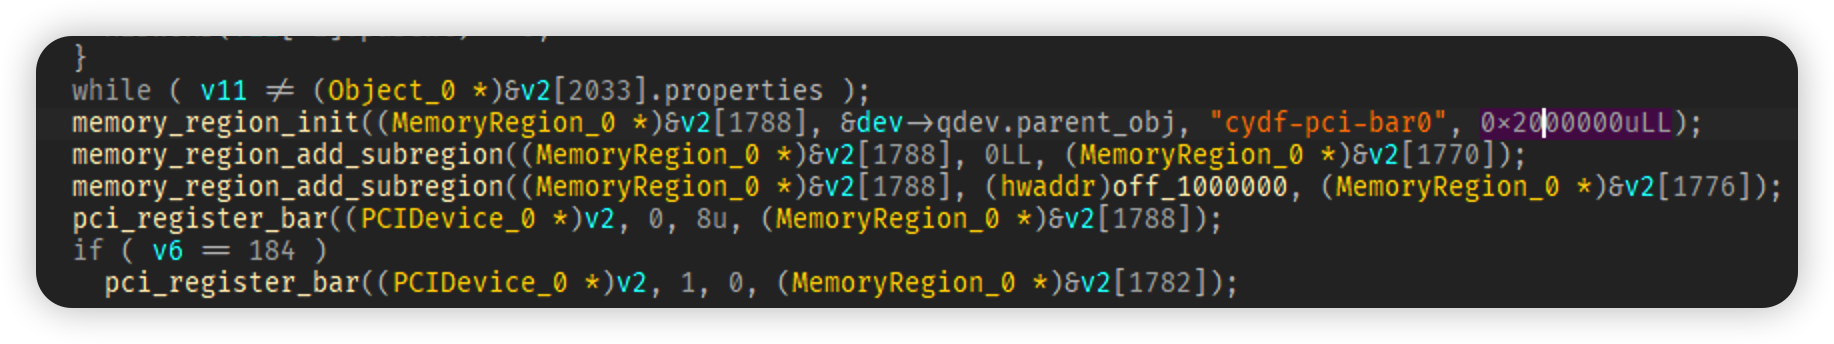 }
while ( v11 ≠ (Object_0 *)&v2[2033].properties );
memory_region_init((MemoryRegion_0 *)&v2[1788], &dev→qdev.parent_obj, "cydf-pci-bar0", 0×2000000uLL);
memory_region_add_subregion((MemoryRegion_0 *)&v2[1788], 0LL, (MemoryRegion_0 *)&v2[1770]);
memory_region_add_subregion((MemoryRegion_0 *)&v2[1788], (hwaddr)off_1000000, (MemoryRegion_0 *)&v2[1776]);
pci_register_bar((PCIDevice_0 *)v2, 0, 8u, (MemoryRegion_0 *)&v2[1788]);
if ( v6 == 184 )
pci_register_bar((PCIDevice_0 *)v2, 1, 0, (MemoryRegion_0 *)&v2[1782]);